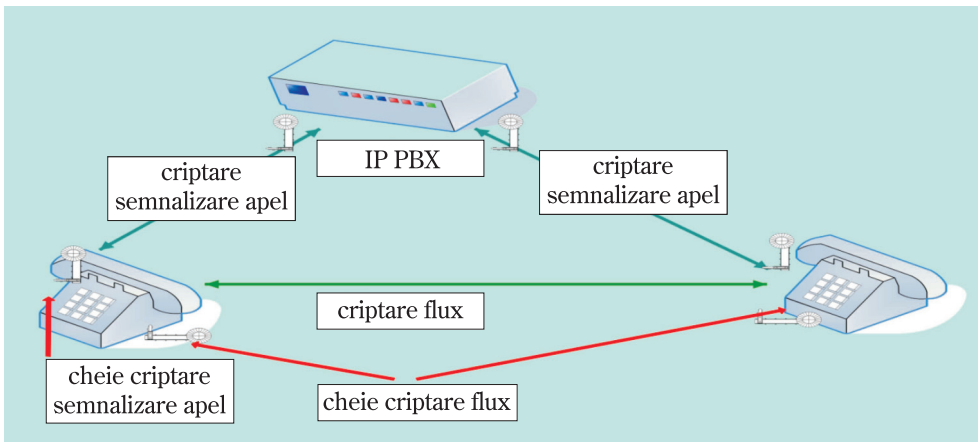 IP PBX
criptare
semnalizare apel
criptare
semnalizare apel
criptare flux
cheie criptare
semnalizare apel
cheie criptare flux